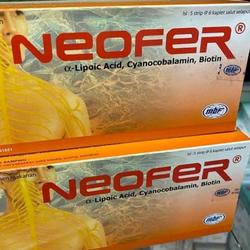 Isi : 5 strip @ 6 kaplet salut selaput
NEOFER®
α-Lipoic Acid, Cyanocobalamin, Biotin
mbf
NEOFER®
α-Lipoic Acid, Cyanocobalamin, Biotin
mbf